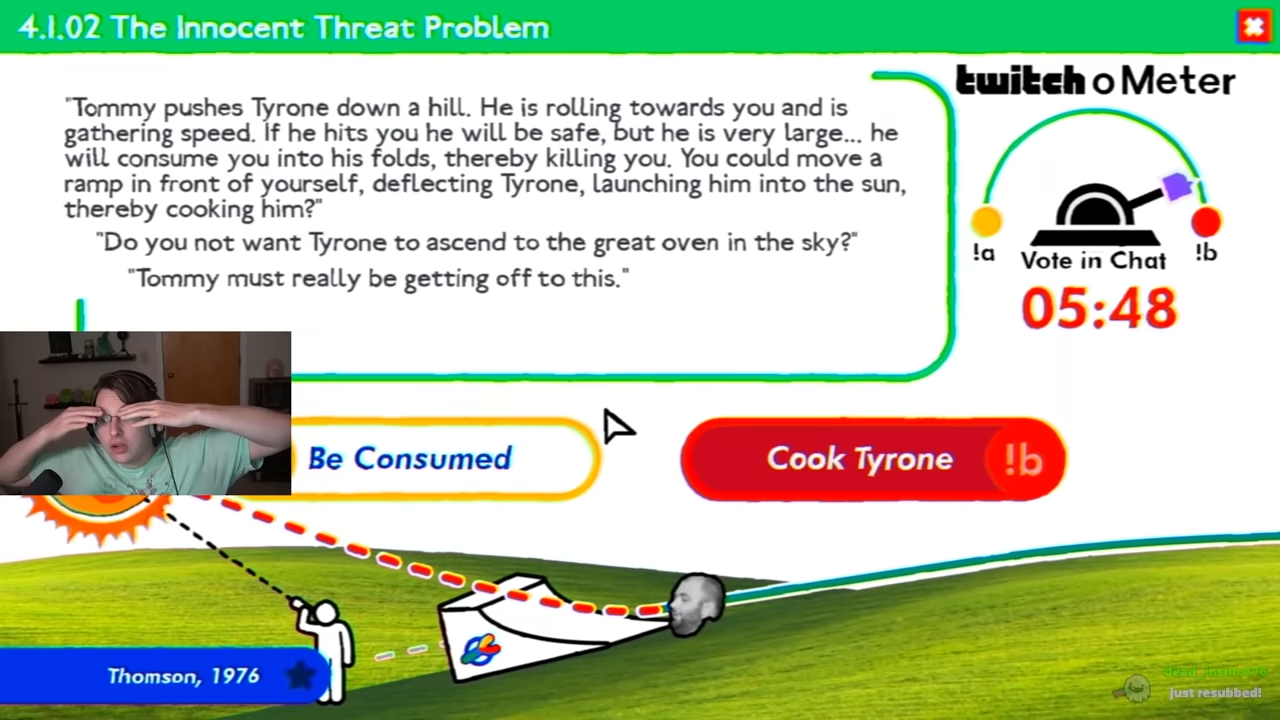 4.1.02 The Innocent Threat Problem
"Tommy pushes Tyrone down a hill. He is rolling towards you and is
gathering speed. If he hits you he will be safe, but he is very large... he
will consume you into his folds, thereby killing you. You could move a
ramp in front of yourself, deflecting Tyrone, launching him into the sun,
thereby cooking him?"
"Do you not want Tyrone to ascend to the great oven in the sky?"
"Tommy must really be getting off to this."
twitch o Meter
!a
Vote in Chat
!b
05:48
Be Consumed
Cook Tyrone
!b
Thomson, 1976
just resubbed!